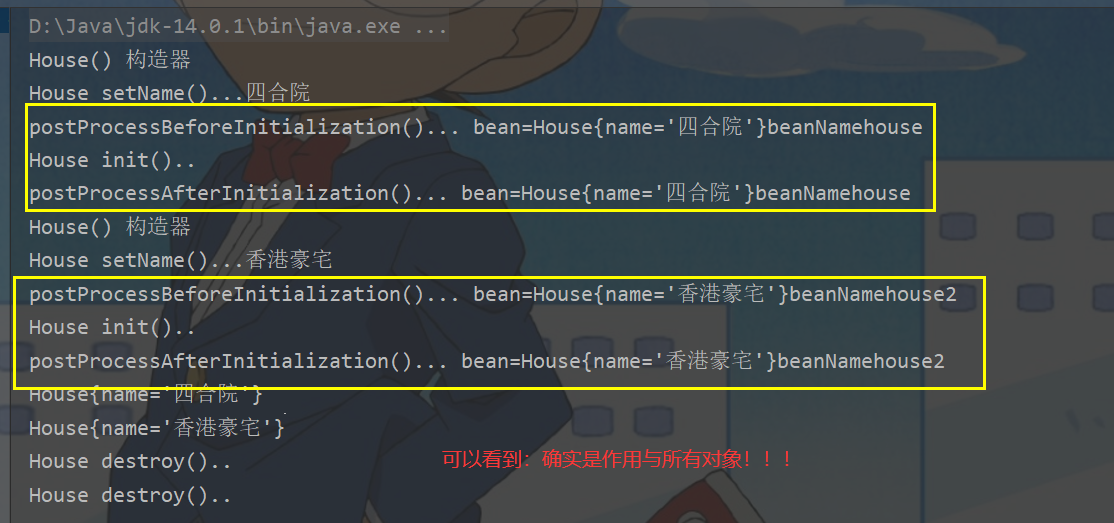 D:\Java\jdk-14.0.1\bin\java.exe ...
House() 构造器
House setName()...四合院
postProcessBeforeInitialization()... bean=House{name='四合院'}beanNamehouse
House init()..
postProcessAfterInitialization()... bean=House{name='四合院'}beanNamehouse
House() 构造器
House setName()...香港豪宅
postProcessBeforeInitialization()... bean=House{name='香港豪宅'}beanNamehouse2
House init()..
postProcessAfterInitialization()... bean=House{name='香港豪宅'}beanNamehouse2
House{name='四合院'}
House{name='香港豪宅'}
House destroy()..
可以看到：确实是作用与所有对象！！！
House destroy()..